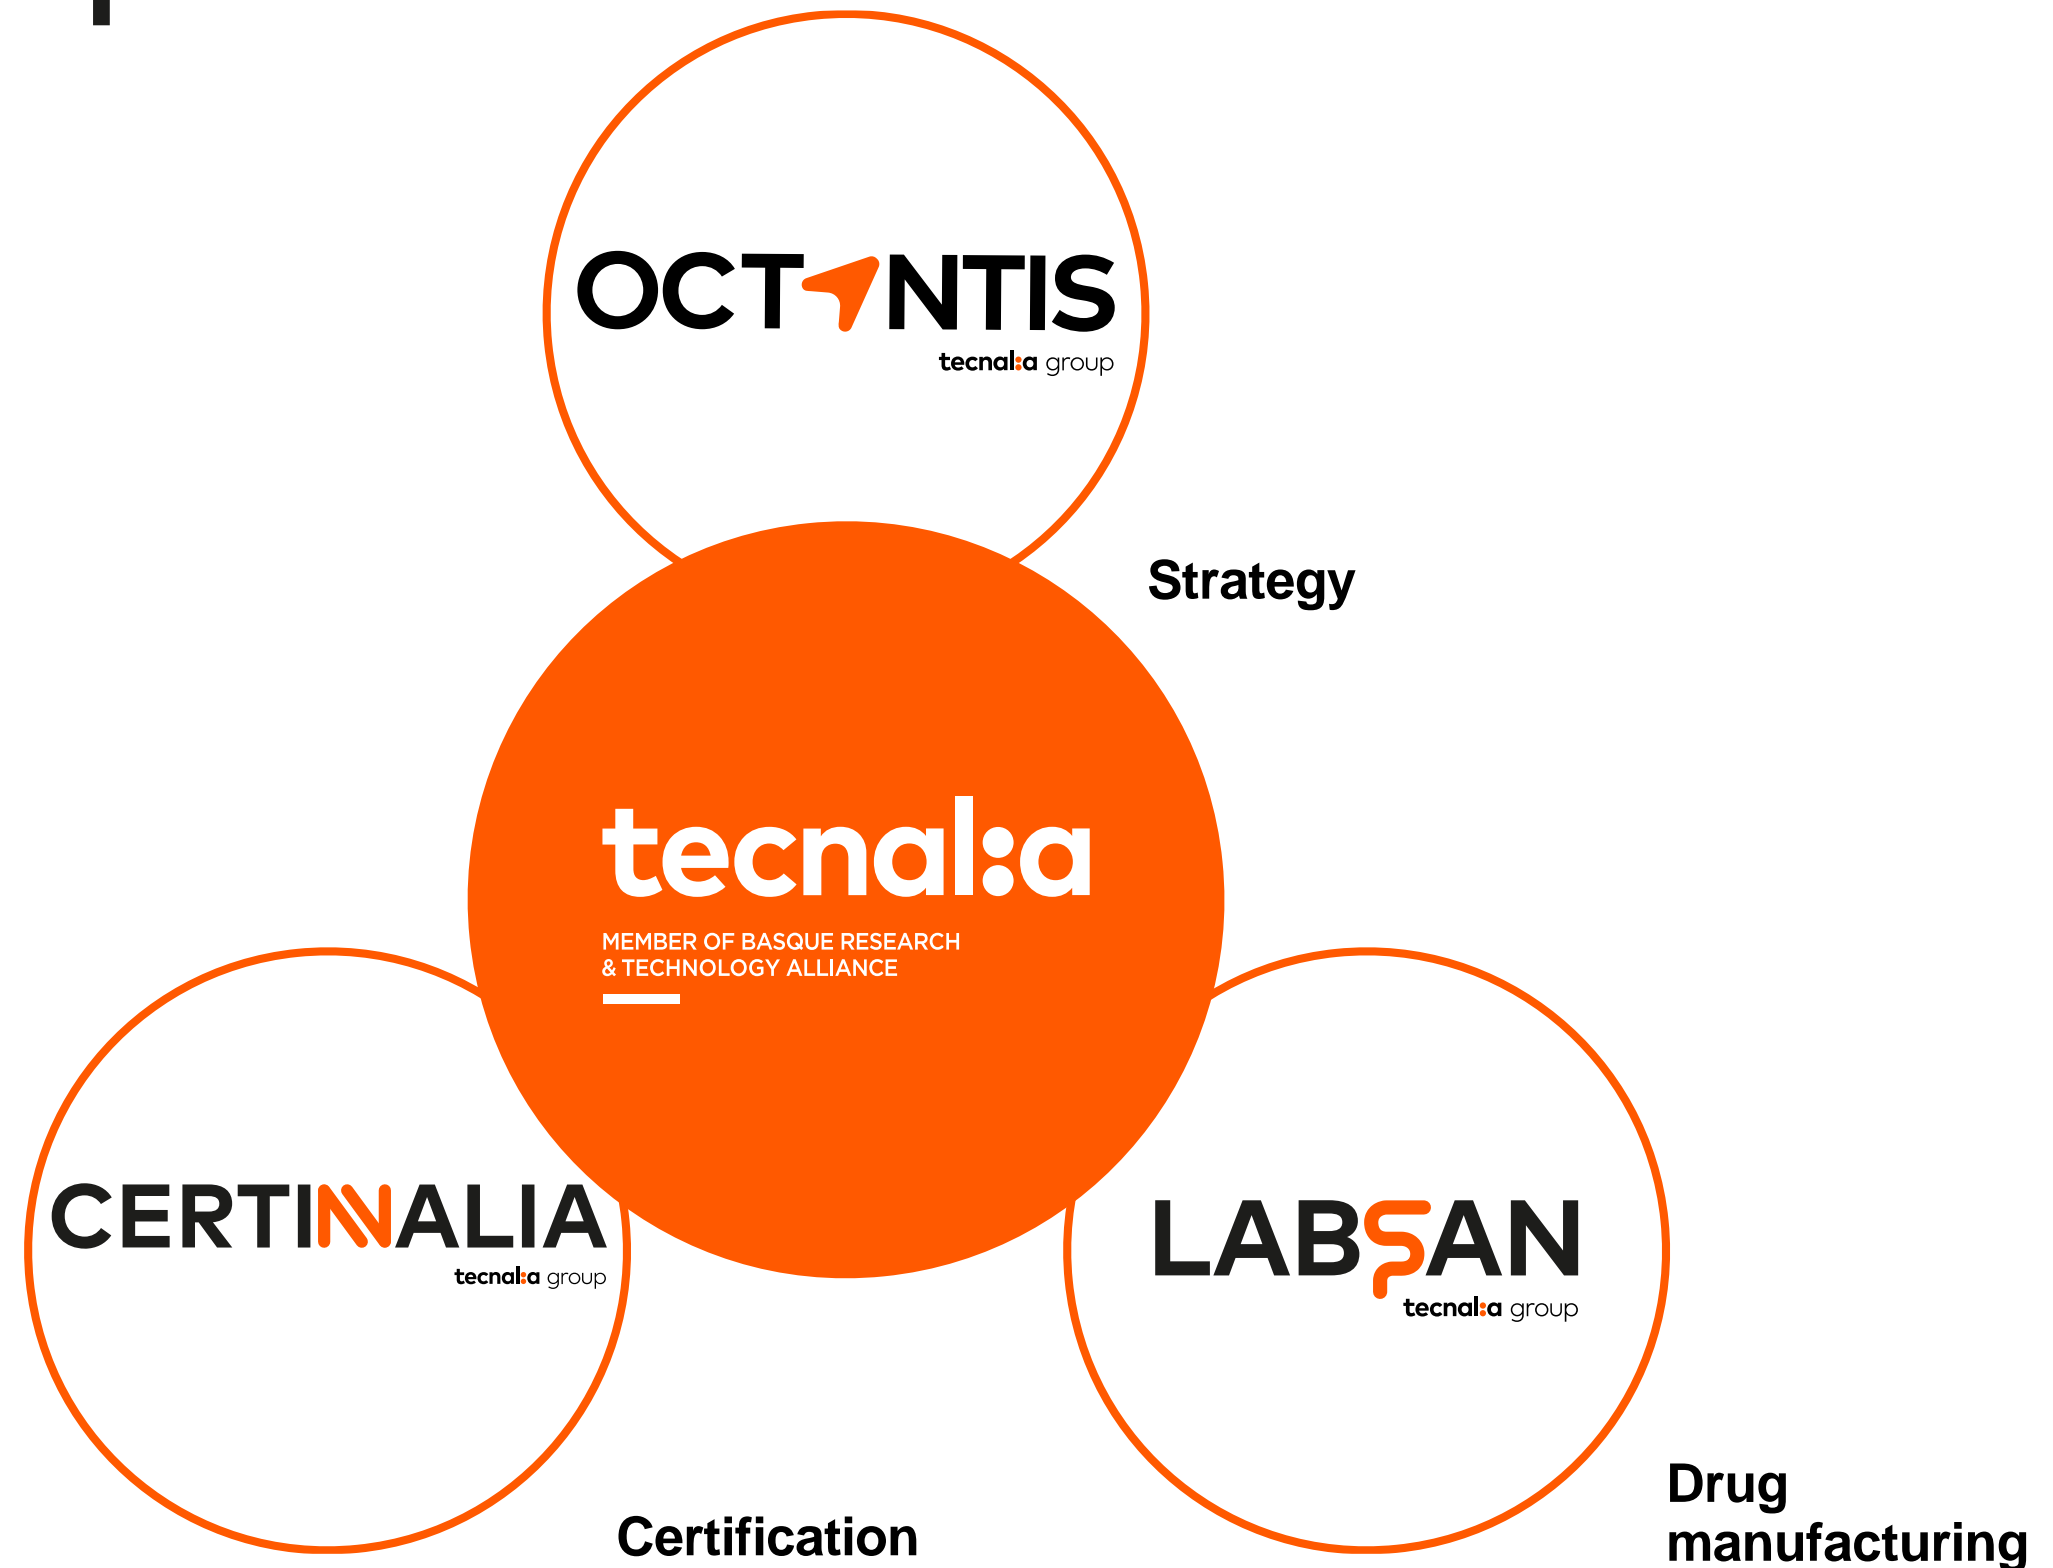 OCTANTIS
tecnalia group
Strategy
tecnalia
MEMBER OF BASQUE RESEARCH
& TECHNOLOGY ALLIANCE
CERTINALIA
tecnalia group
LABSAN
tecnalia group
Certification
Drug
manufacturing